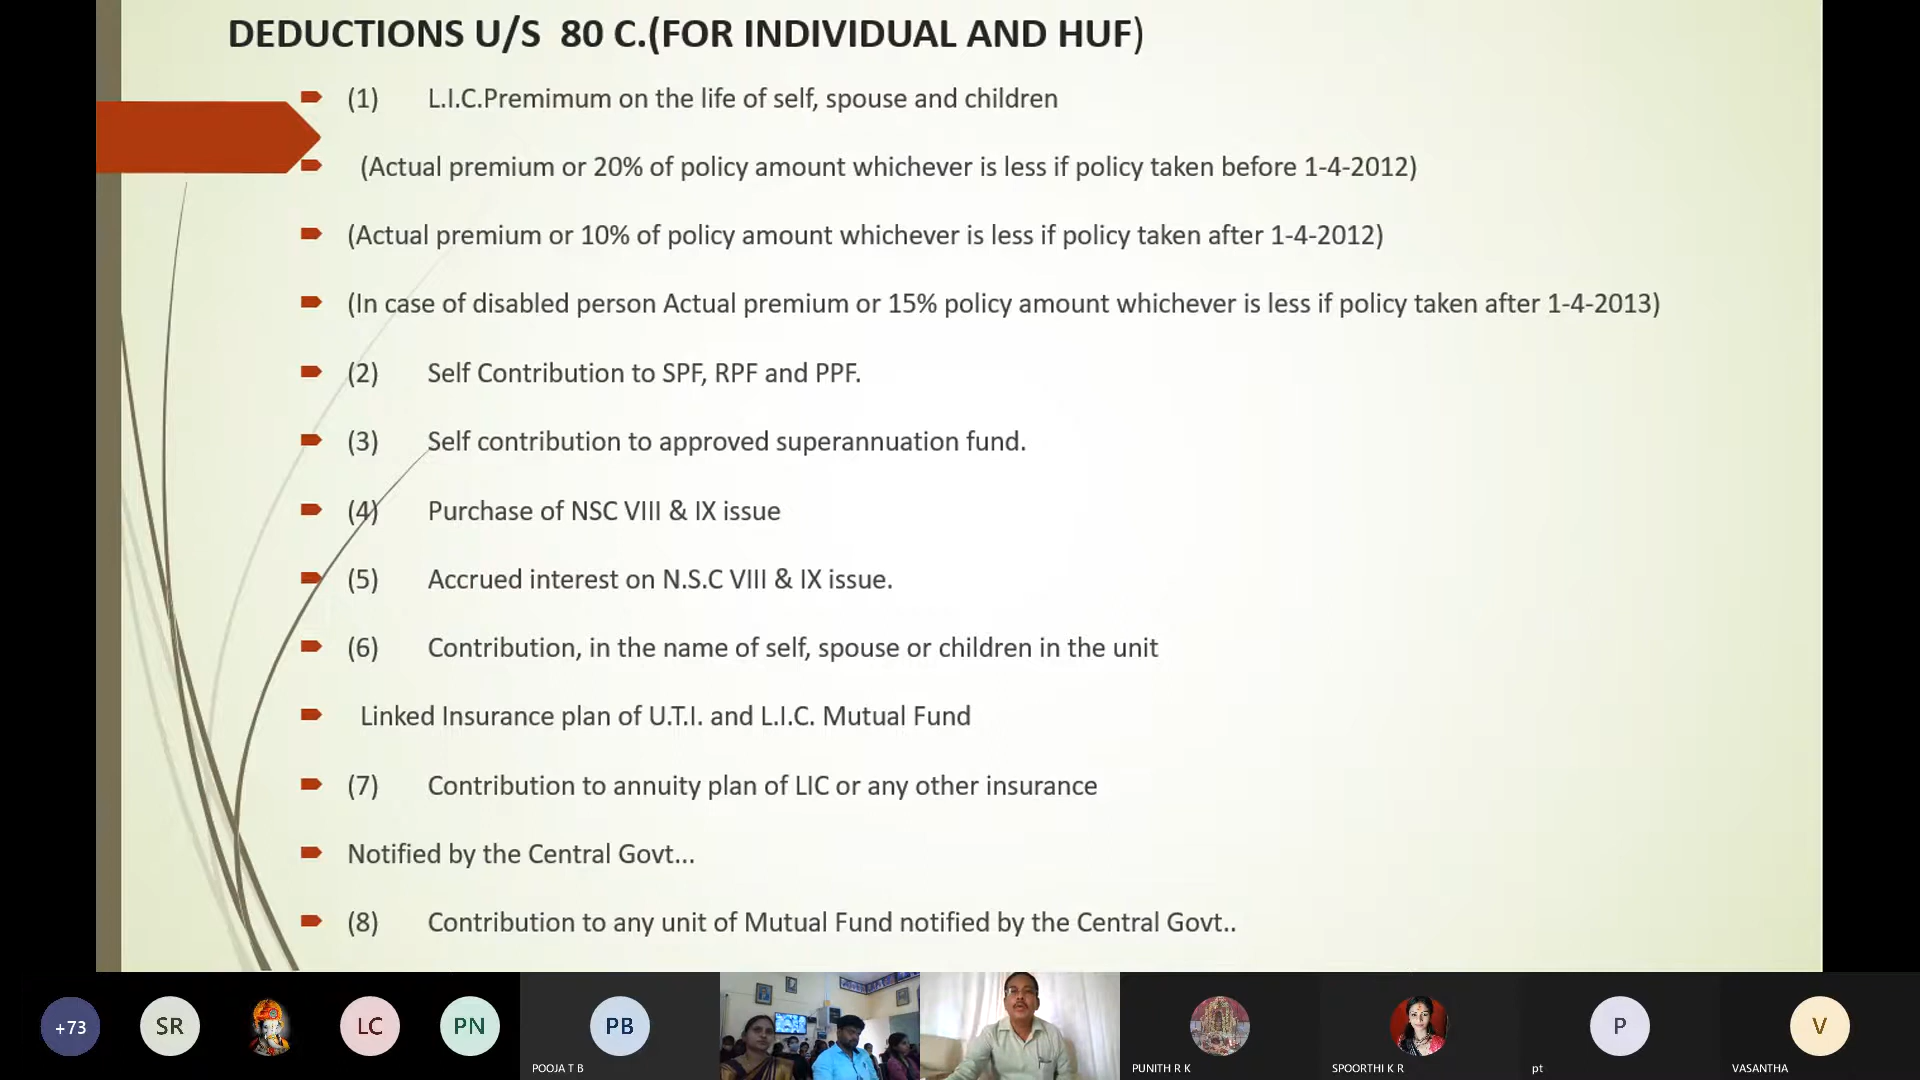 DEDUCTIONS U/S 80 C.(FOR INDIVIDUAL AND HUF)
(1) L.I.C.Premimum on the life of self, spouse and children
(Actual premium or 20% of policy amount whichever is less if policy taken before 1-4-2012)
(Actual premium or 10% of policy amount whichever is less if policy taken after 1-4-2012)
(In case of disabled person Actual premium or 15% policy amount whichever is less if policy taken after 1-4-2013)
(2) Self Contribution to SPF, RPF and PPF.
(3) Self contribution to approved superannuation fund.
(4) Purchase of NSC VIII & IX issue
(5) Accrued interest on N.S.C VIII & IX issue.
(6) Contribution, in the name of self, spouse or children in the unit
Linked Insurance plan of U.T.I. and L.I.C. Mutual Fund
(7) Contribution to annuity plan of LIC or any other insurance
Notified by the Central Govt...
(8) Contribution to any unit of Mutual Fund notified by the Central Govt..
+73 SR LC PN PB P V
POOJA T B PUNITH R K SPOORTHI K R pt VASANTHA